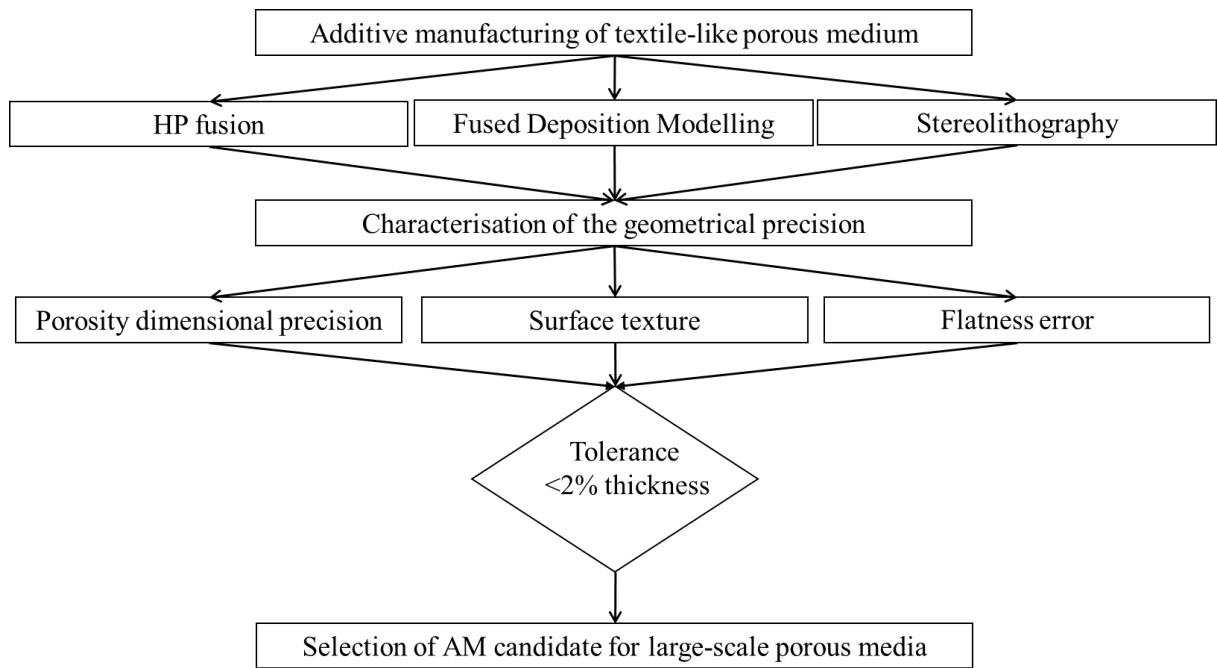 Additive manufacturing of textile-like porous medium
HP fusion
Fused Deposition Modelling
Stereolithography
Characterisation of the geometrical precision
Porosity dimensional precision
Surface texture
Flatness error
Tolerance
<2% thickness
Selection of AM candidate for large-scale porous media